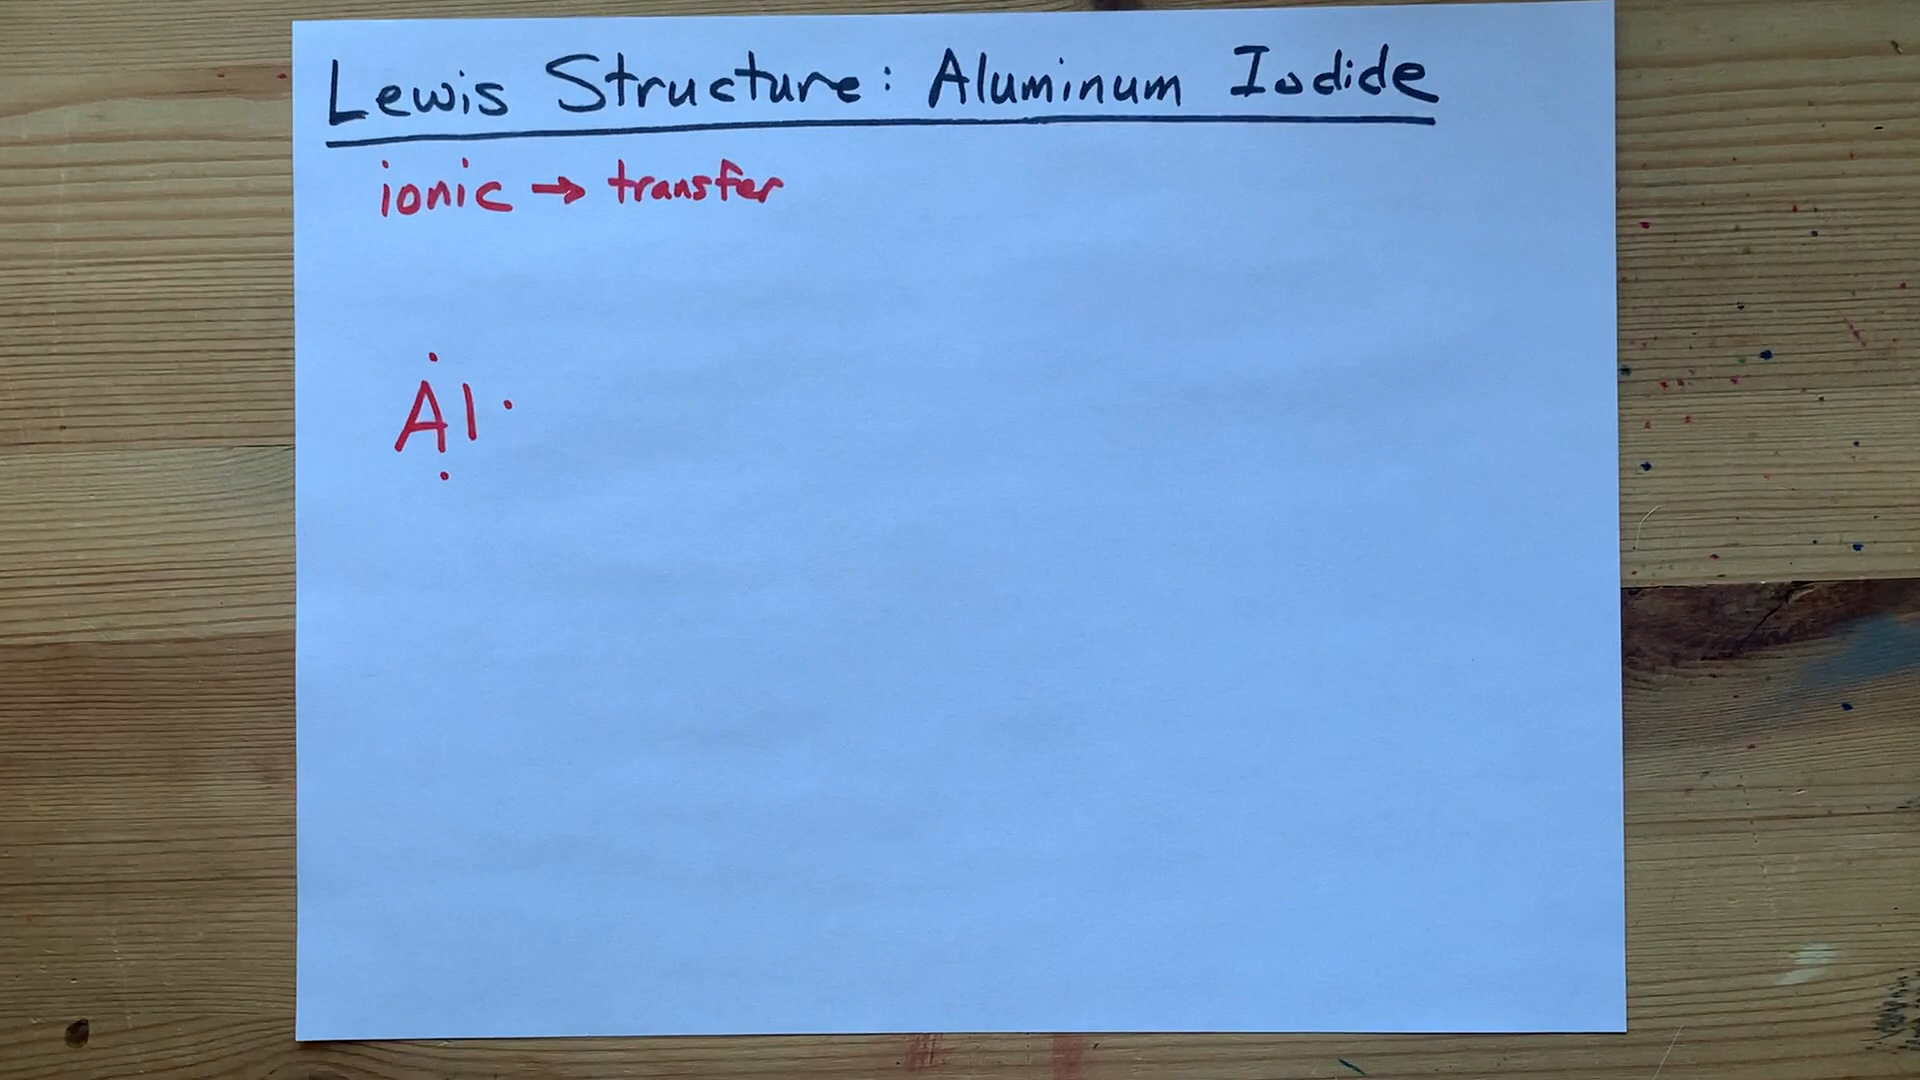 Lewis Structure: Aluminum Iodide
ionic → transfer
Al